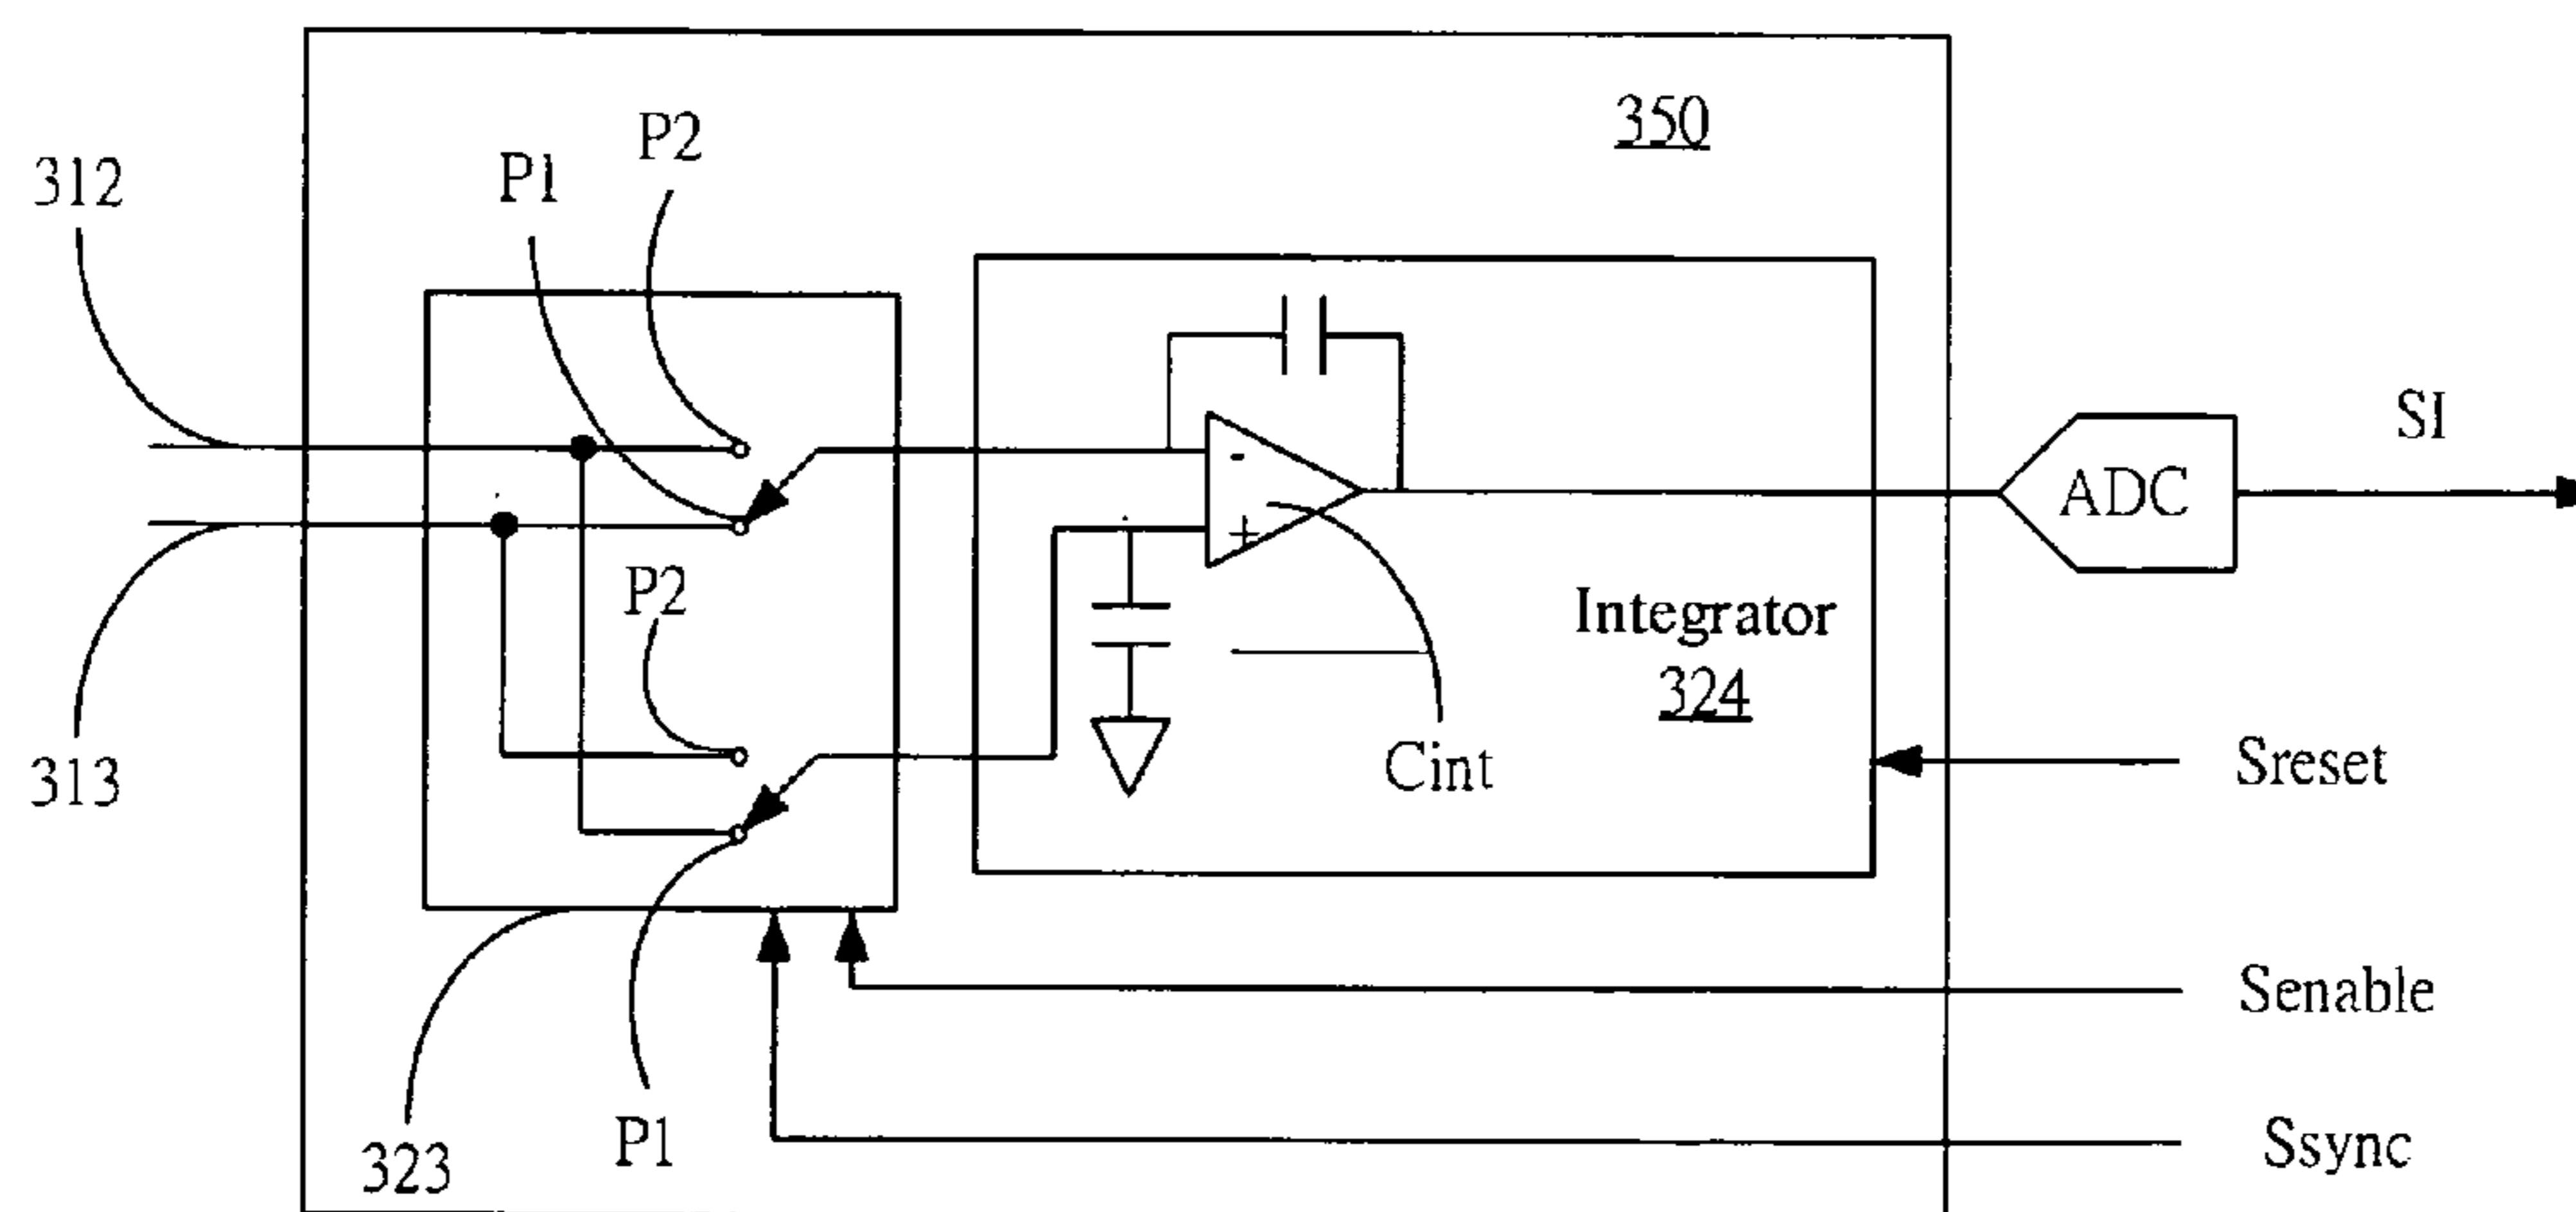 350
P2
P1
312
SI
ADC
P2
Integrator
324
-
+
Cint
Sreset
313
Senable
P1
Ssync
323